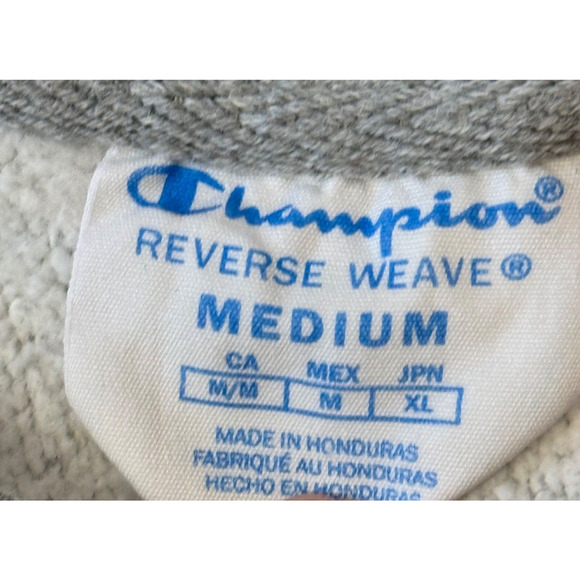 Champion®
REVERSE WEAVE®
MEDIUM
CA MEX JPN
M/M M XL
MADE IN HONDURAS
FABRIQUÉ AU HONDURAS
HECHO EN HONDURAS